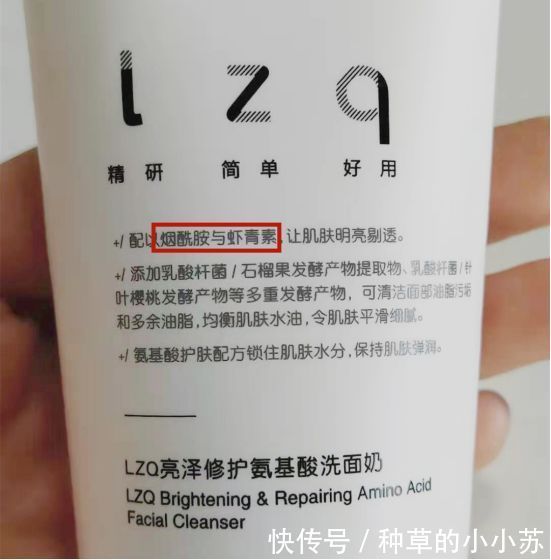 lzq
精研 简单 好用
+/ 配以烟酰胺与虾青素，让肌肤明亮剔透。
+/ 添加乳酸杆菌/石榴果发酵产物提取物、乳酸杆菌/针
叶樱桃发酵产物等多重发酵产物，可清洁面部油脂污垢
和多余油脂，均衡肌肤水油，令肌肤平滑细腻。
+/ 氨基酸护肤配方锁住肌肤水分，保持肌肤弹润。
LZQ亮泽修护氨基酸洗面奶
LZQ Brightening & Repairing Amino Acid
Facial Cleanser
快传号 / 种草的小小苏